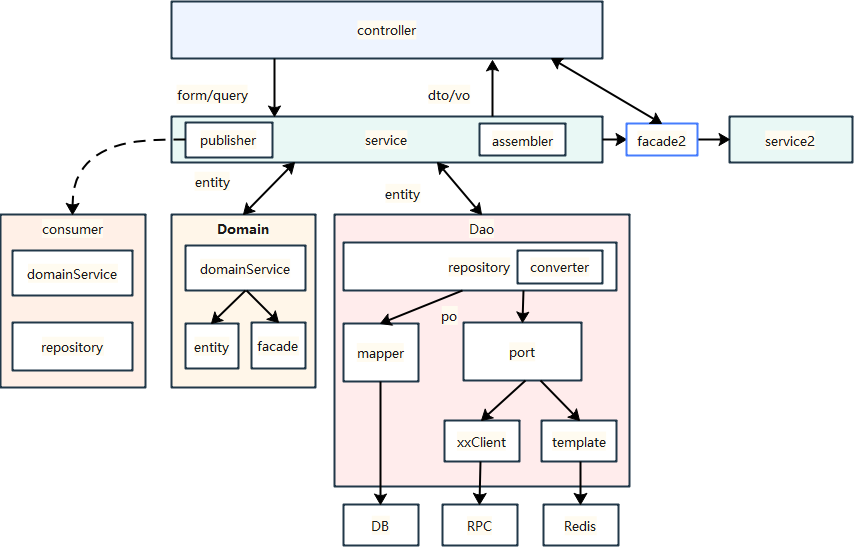 controller
form/query
dto/vo
publisher
service
assembler
facade2
service2
entity
entity
consumer
domainService
repository
Domain
domainService
entity
facade
Dao
repository
converter
po
mapper
port
xxClient
template
DB
RPC
Redis